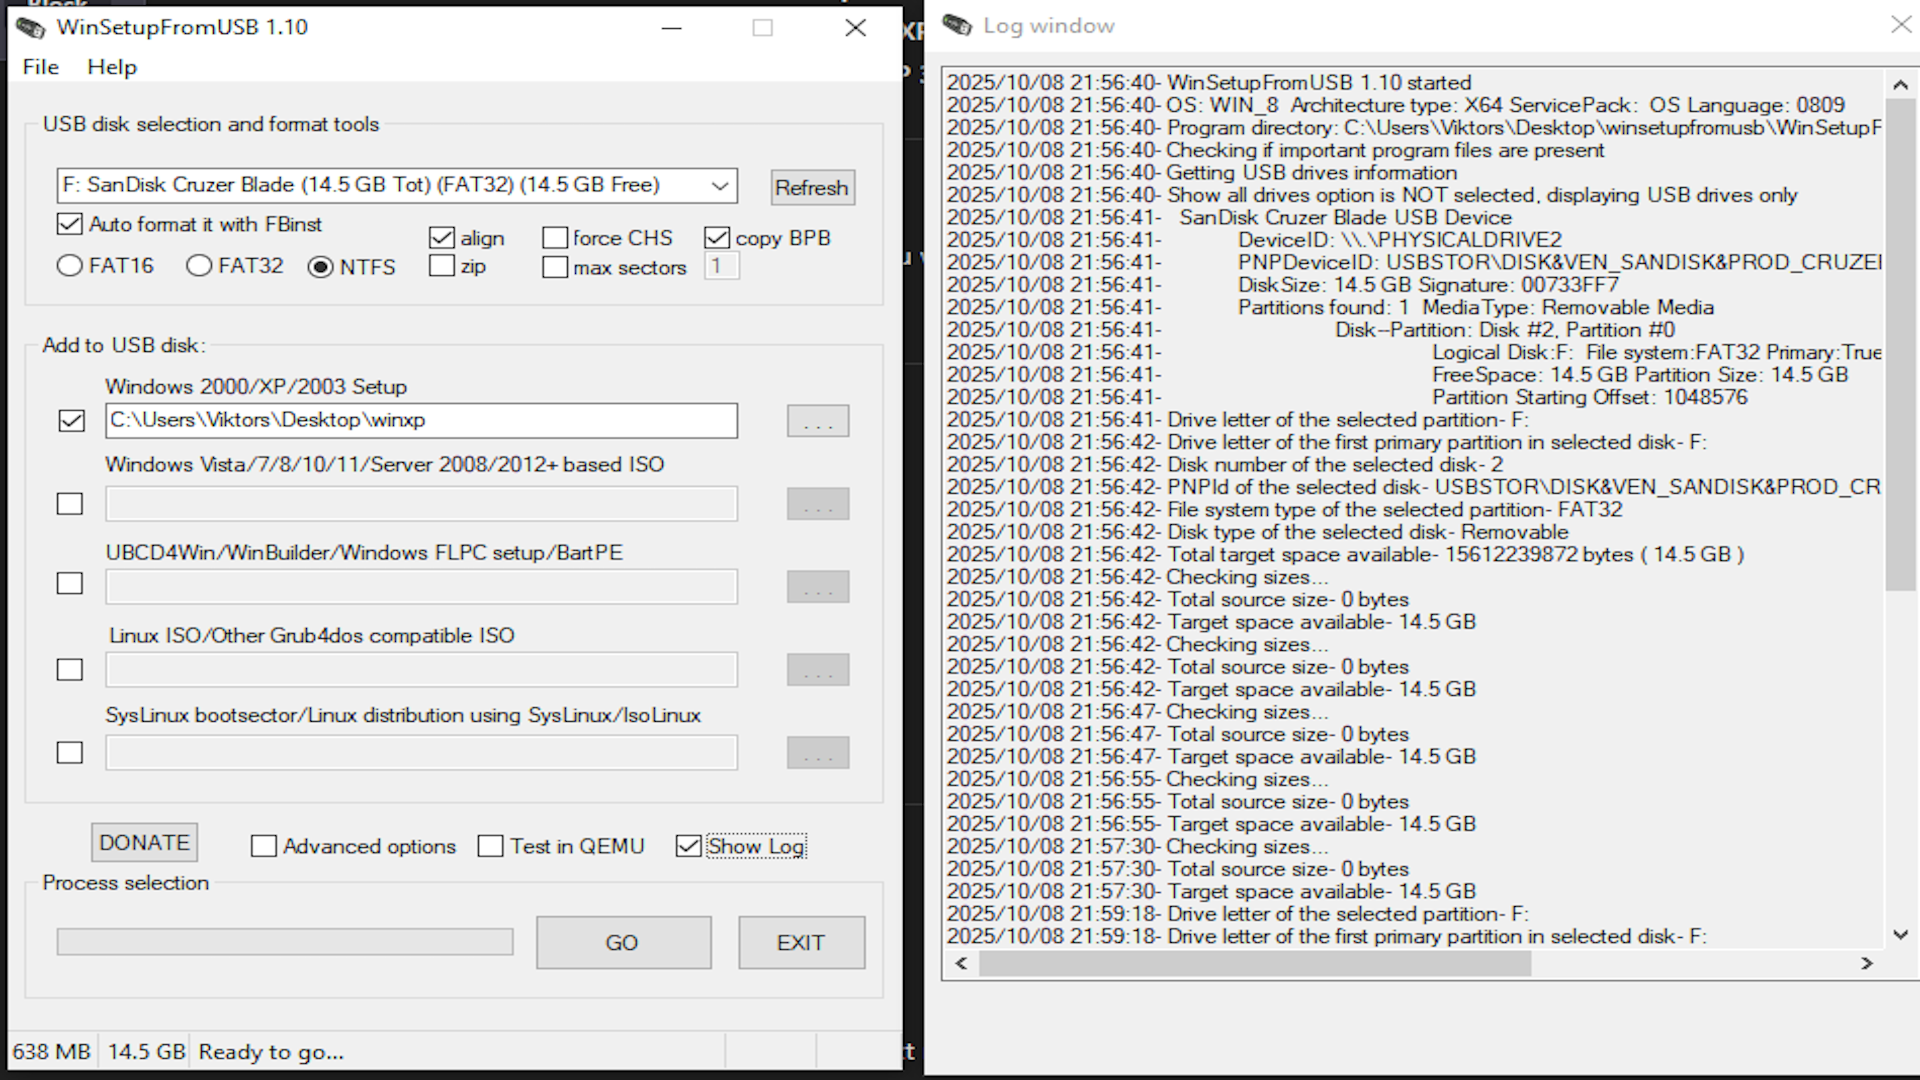 WinSetupFromUSB 1.10
File Help
USB disk selection and format tools
F: SanDisk Cruzer Blade (14.5 GB Tot) (FAT32) (14.5 GB Free)
Refresh
Auto format it with FBinst
align
force CHS
copy BPB
FAT16
FAT32
NTFS
zip
max sectors
1
Add to USB disk:
Windows 2000/XP/2003 Setup
C:\Users\Viktors\Desktop\winxp
...
Windows Vista/7/8/10/11/Server 2008/2012+ based ISO
...
UBCD4Win/WinBuilder/Windows FLPC setup/BartPE
...
Linux ISO/Other Grub4dos compatible ISO
...
SysLinux bootsector/Linux distribution using SysLinux/IsoLinux
...
DONATE
Advanced options
Test in QEMU
Show Log
Process selection
GO
EXIT
638 MB 14.5 GB Ready to go...
Log window
2025/10/08 21:56:40- WinSetupFromUSB 1.10 started
2025/10/08 21:56:40- OS: WIN_8 Architecture type: X64 ServicePack: OS Language: 0809
2025/10/08 21:56:40- Program directory: C:\Users\Viktors\Desktop\winsetupfromusb\WinSetupF
2025/10/08 21:56:40- Checking if important program files are present
2025/10/08 21:56:40- Getting USB drives information
2025/10/08 21:56:40- Show all drives option is NOT selected, displaying USB drives only
2025/10/08 21:56:41- SanDisk Cruzer Blade USB Device
2025/10/08 21:56:41- DeviceID: \\.\PHYSICALDRIVE2
2025/10/08 21:56:41- PNPDeviceID: USBSTOR\DISK&VEN_SANDISK&PROD_CRUZE
2025/10/08 21:56:41- DiskSize: 14.5 GB Signature: 00733FF7
2025/10/08 21:56:41- Partitions found: 1 MediaType: Removable Media
2025/10/08 21:56:41- Disk--Partition: Disk #2, Partition #0
2025/10/08 21:56:41- Logical Disk:F: File system:FAT32 Primary:True
2025/10/08 21:56:41- FreeSpace: 14.5 GB Partition Size: 14.5 GB
2025/10/08 21:56:41- Partition Starting Offset: 1048576
2025/10/08 21:56:41- Drive letter of the selected partition- F:
2025/10/08 21:56:42- Drive letter of the first primary partition in selected disk- F:
2025/10/08 21:56:42- Disk number of the selected disk- 2
2025/10/08 21:56:42- PNPId of the selected disk- USBSTOR\DISK&VEN_SANDISK&PROD_CR
2025/10/08 21:56:42- File system type of the selected partition- FAT32
2025/10/08 21:56:42- Disk type of the selected disk- Removable
2025/10/08 21:56:42- Total target space available- 15612239872 bytes ( 14.5 GB )
2025/10/08 21:56:42- Checking sizes...
2025/10/08 21:56:42- Total source size- 0 bytes
2025/10/08 21:56:42- Target space available- 14.5 GB
2025/10/08 21:56:42- Checking sizes...
2025/10/08 21:56:42- Total source size- 0 bytes
2025/10/08 21:56:42- Target space available- 14.5 GB
2025/10/08 21:56:47- Checking sizes...
2025/10/08 21:56:47- Total source size- 0 bytes
2025/10/08 21:56:47- Target space available- 14.5 GB
2025/10/08 21:56:55- Checking sizes...
2025/10/08 21:56:55- Total source size- 0 bytes
2025/10/08 21:56:55- Target space available- 14.5 GB
2025/10/08 21:57:30- Checking sizes...
2025/10/08 21:57:30- Total source size- 0 bytes
2025/10/08 21:57:30- Target space available- 14.5 GB
2025/10/08 21:59:18- Drive letter of the selected partition- F:
2025/10/08 21:59:18- Drive letter of the first primary partition in selected disk- F: